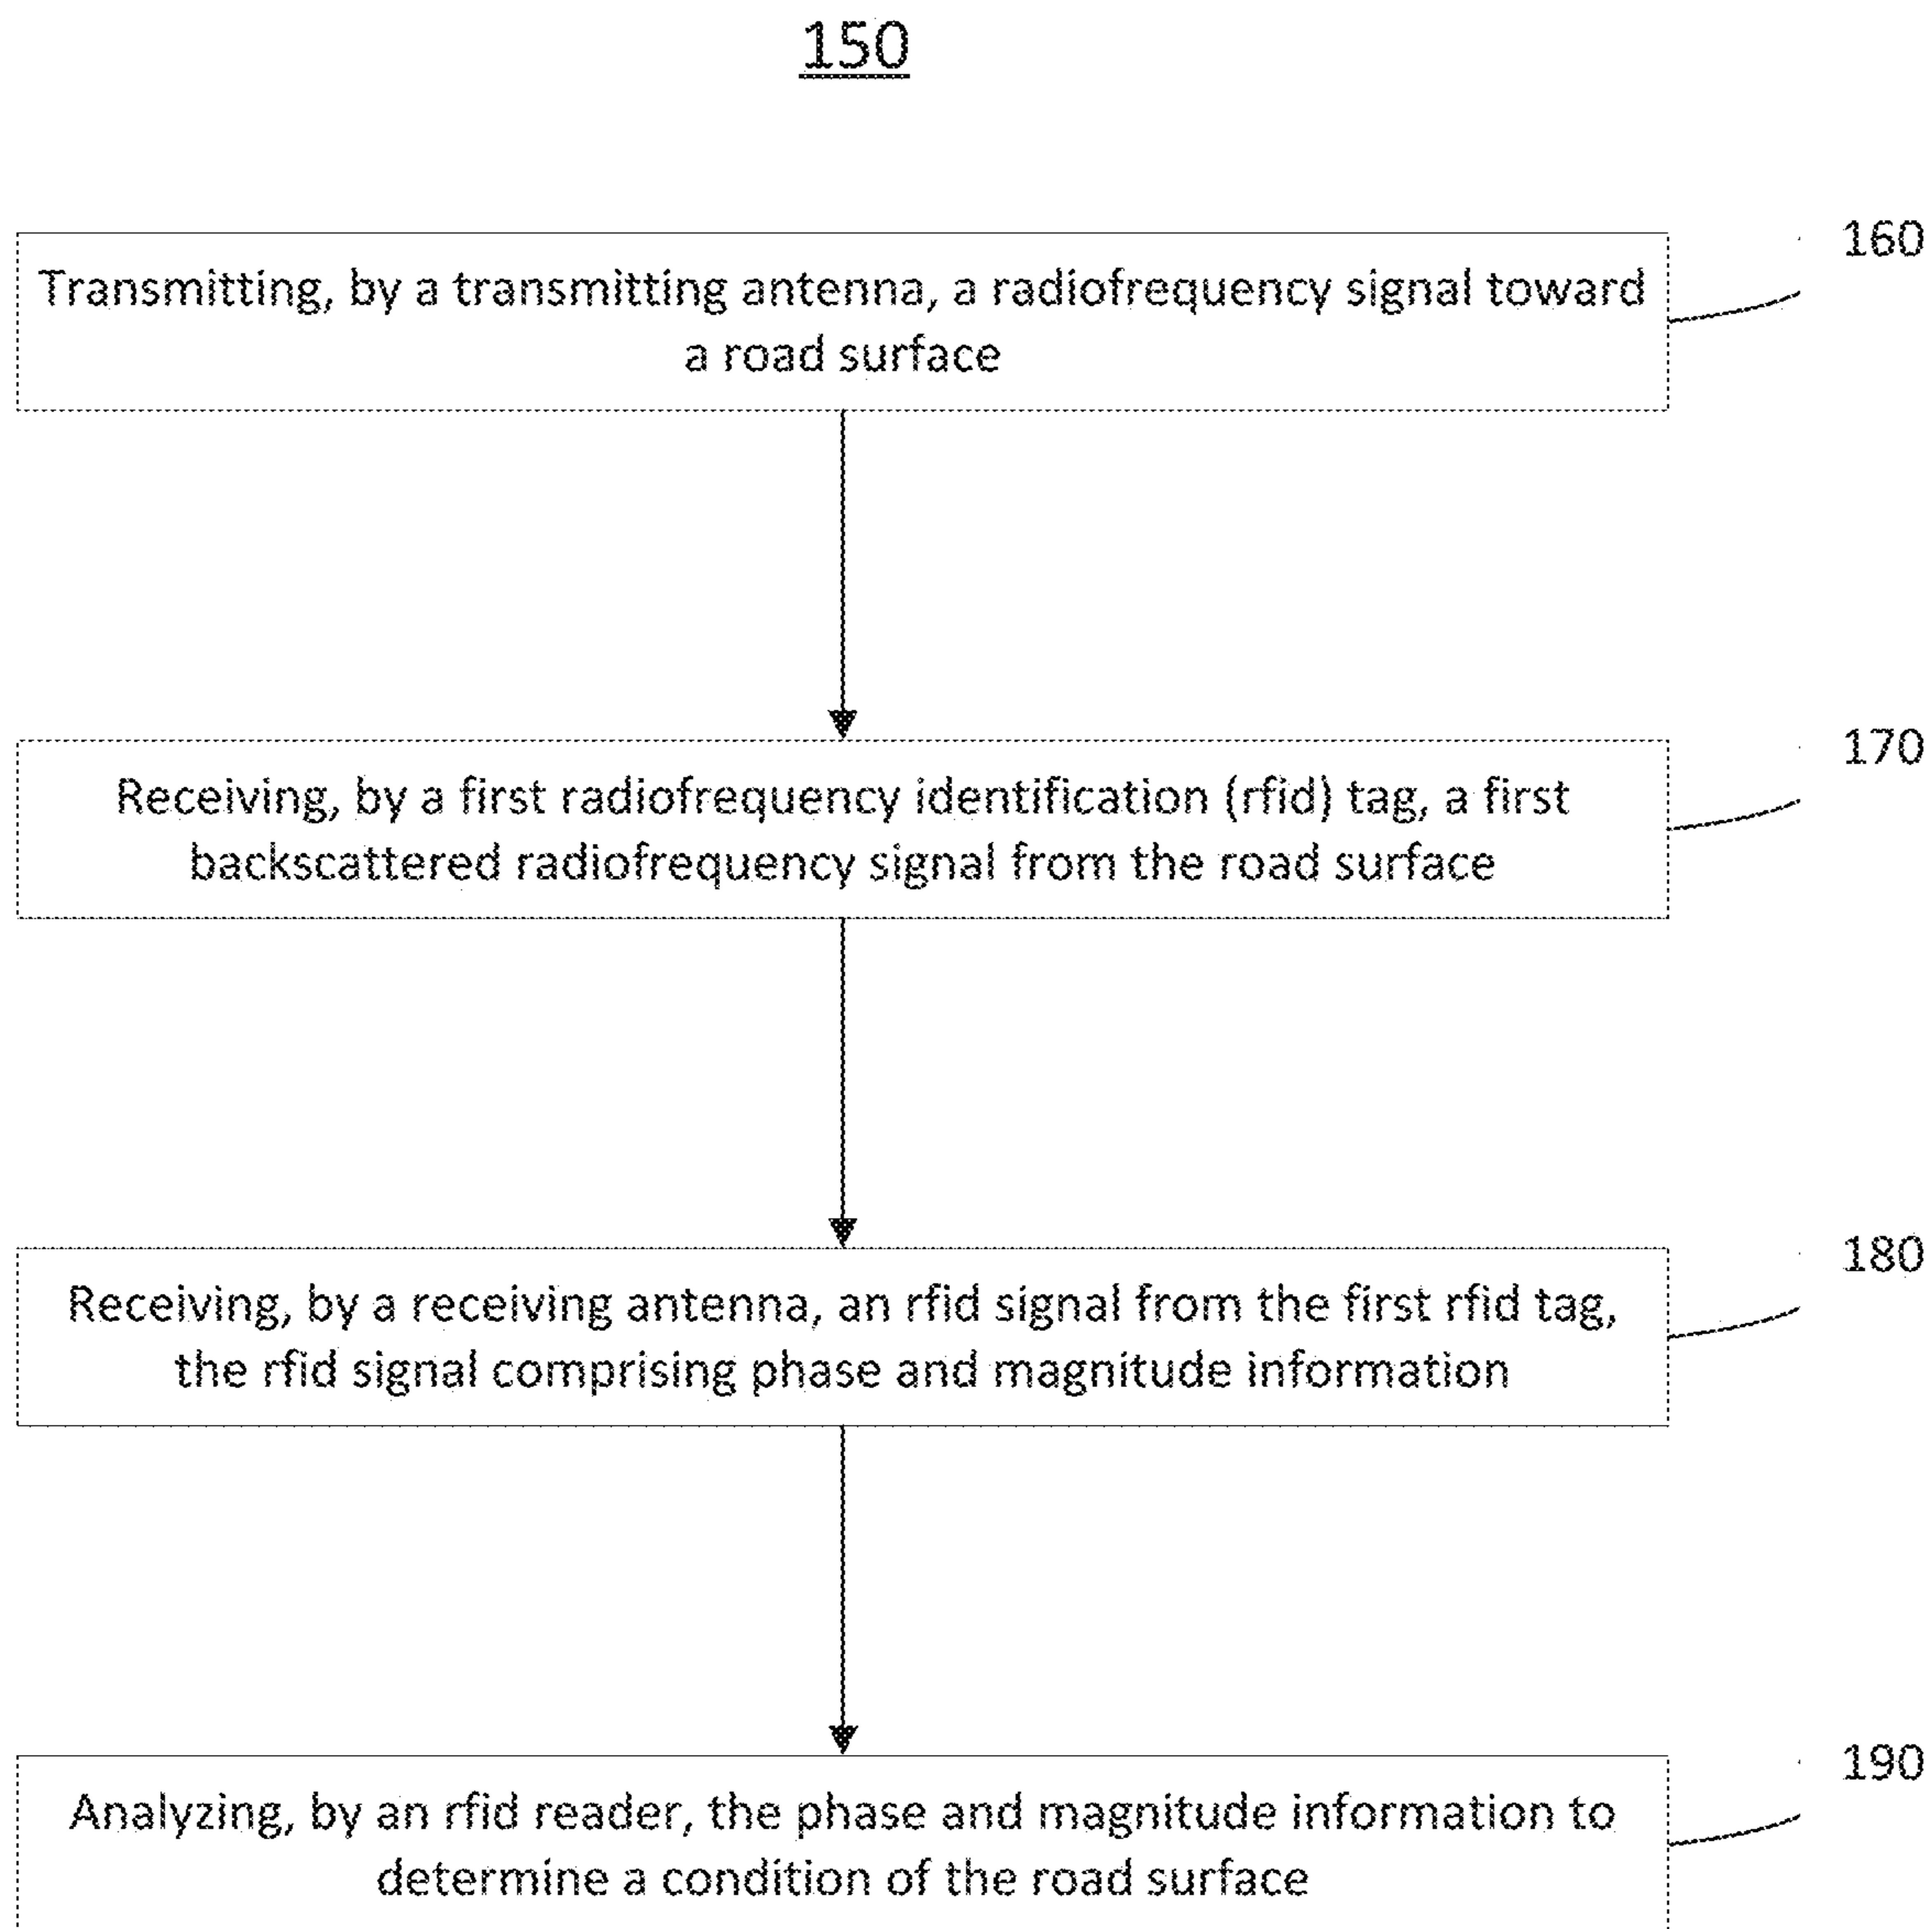 150
160
Transmitting, by a transmitting antenna, a radiofrequency signal toward
a road surface
170
Receiving, by a first radiofrequency identification (rfid) tag, a first
backscattered radiofrequency signal from the road surface
180
Receiving, by a receiving antenna, an rfid signal from the first rfid tag,
the rfid signal comprising phase and magnitude information
190
Analyzing, by an rfid reader, the phase and magnitude information to
determine a condition of the road surface